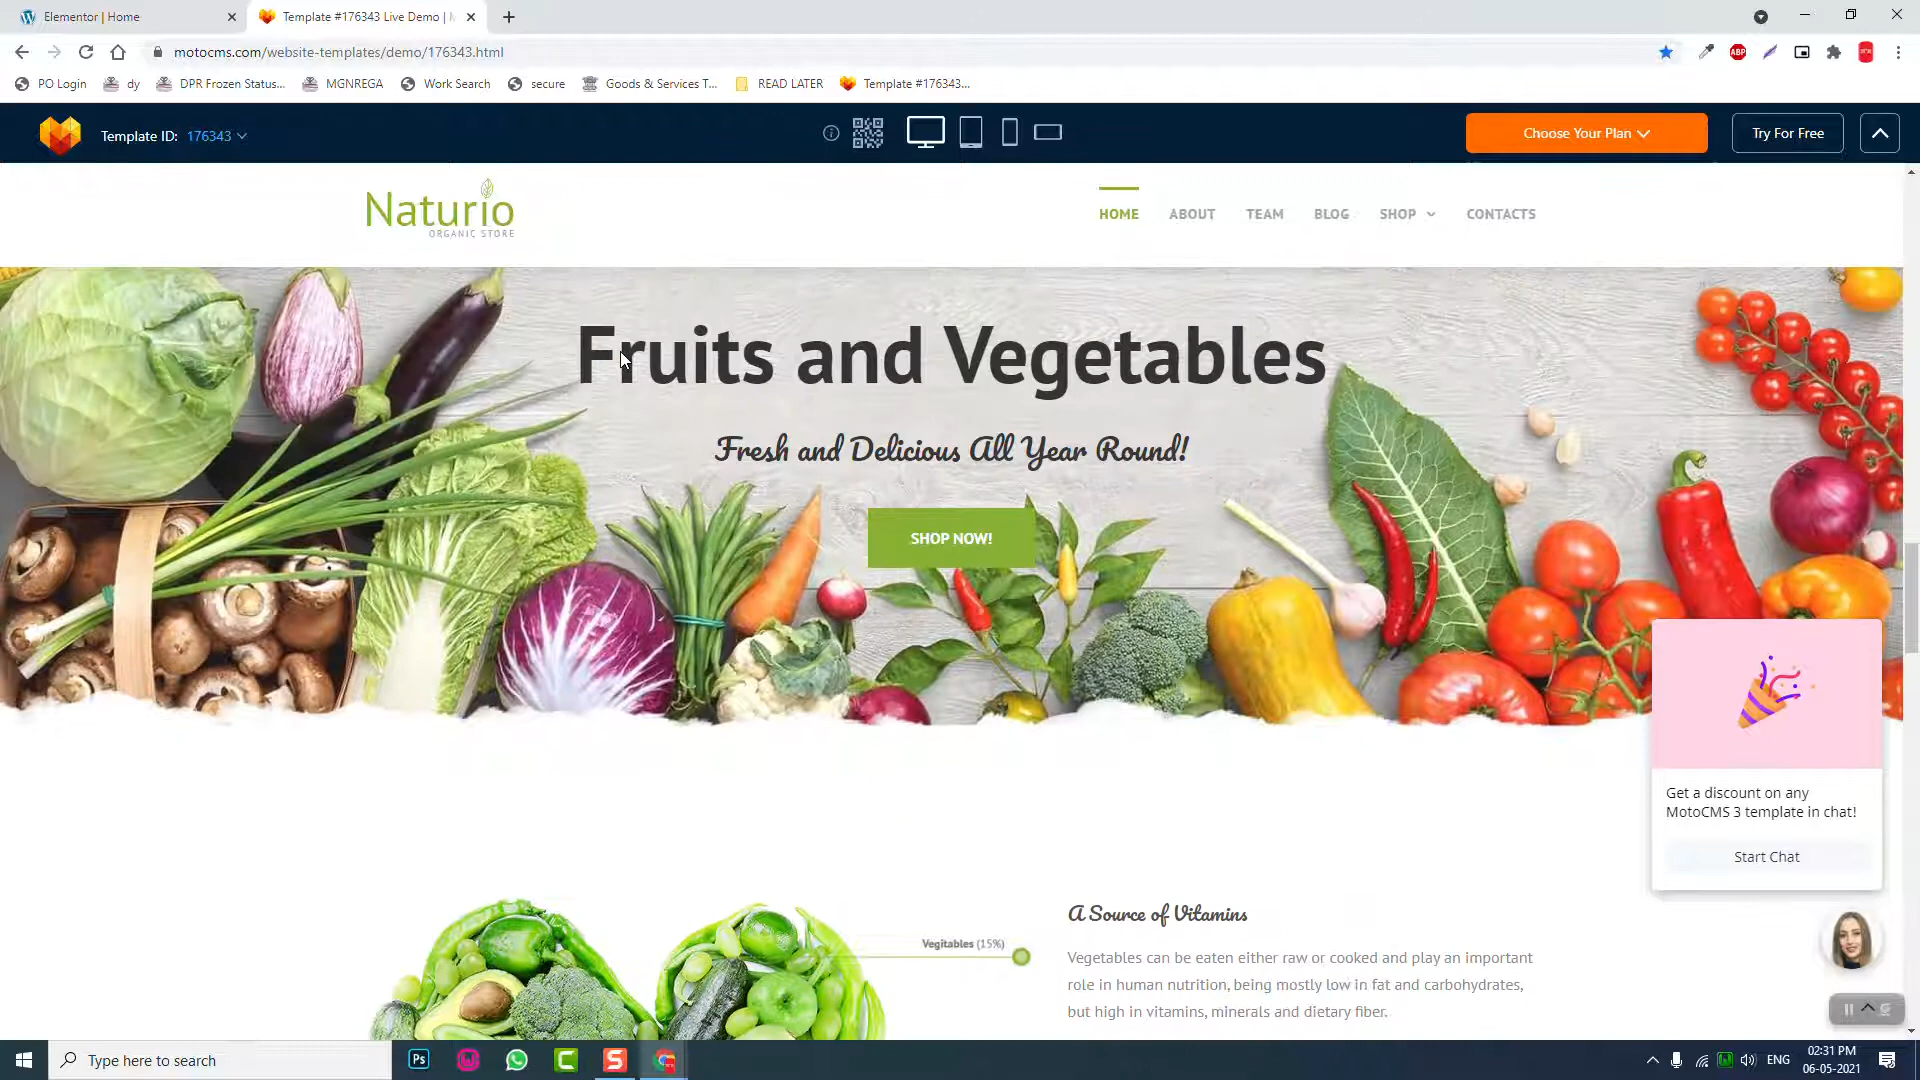 Elementor | Home
Template #176343 Live Demo |
motocms.com/website-templates/demo/176343.html
PO Login
dy
DPR Frozen Status...
MGNREGA
Work Search
secure
Goods & Services T...
READ LATER
Template #176343...
Template ID: 176343
Choose Your Plan
Try For Free
Naturio
ORGANIC STORE
HOME
ABOUT
TEAM
BLOG
SHOP
CONTACTS
Fruits and Vegetables
Fresh and Delicious All Year Round!
SHOP NOW!
Get a discount on any
MotoCMS 3 template in chat!
Start Chat
A Source of Vitamins
Vegitables (15%)
Vegetables can be eaten either raw or cooked and play an important
role in human nutrition, being mostly low in fat and carbohydrates,
but high in vitamins, minerals and dietary fiber.
Type here to search
Ps
ENG
02:31 PM
06-05-2021
ABP